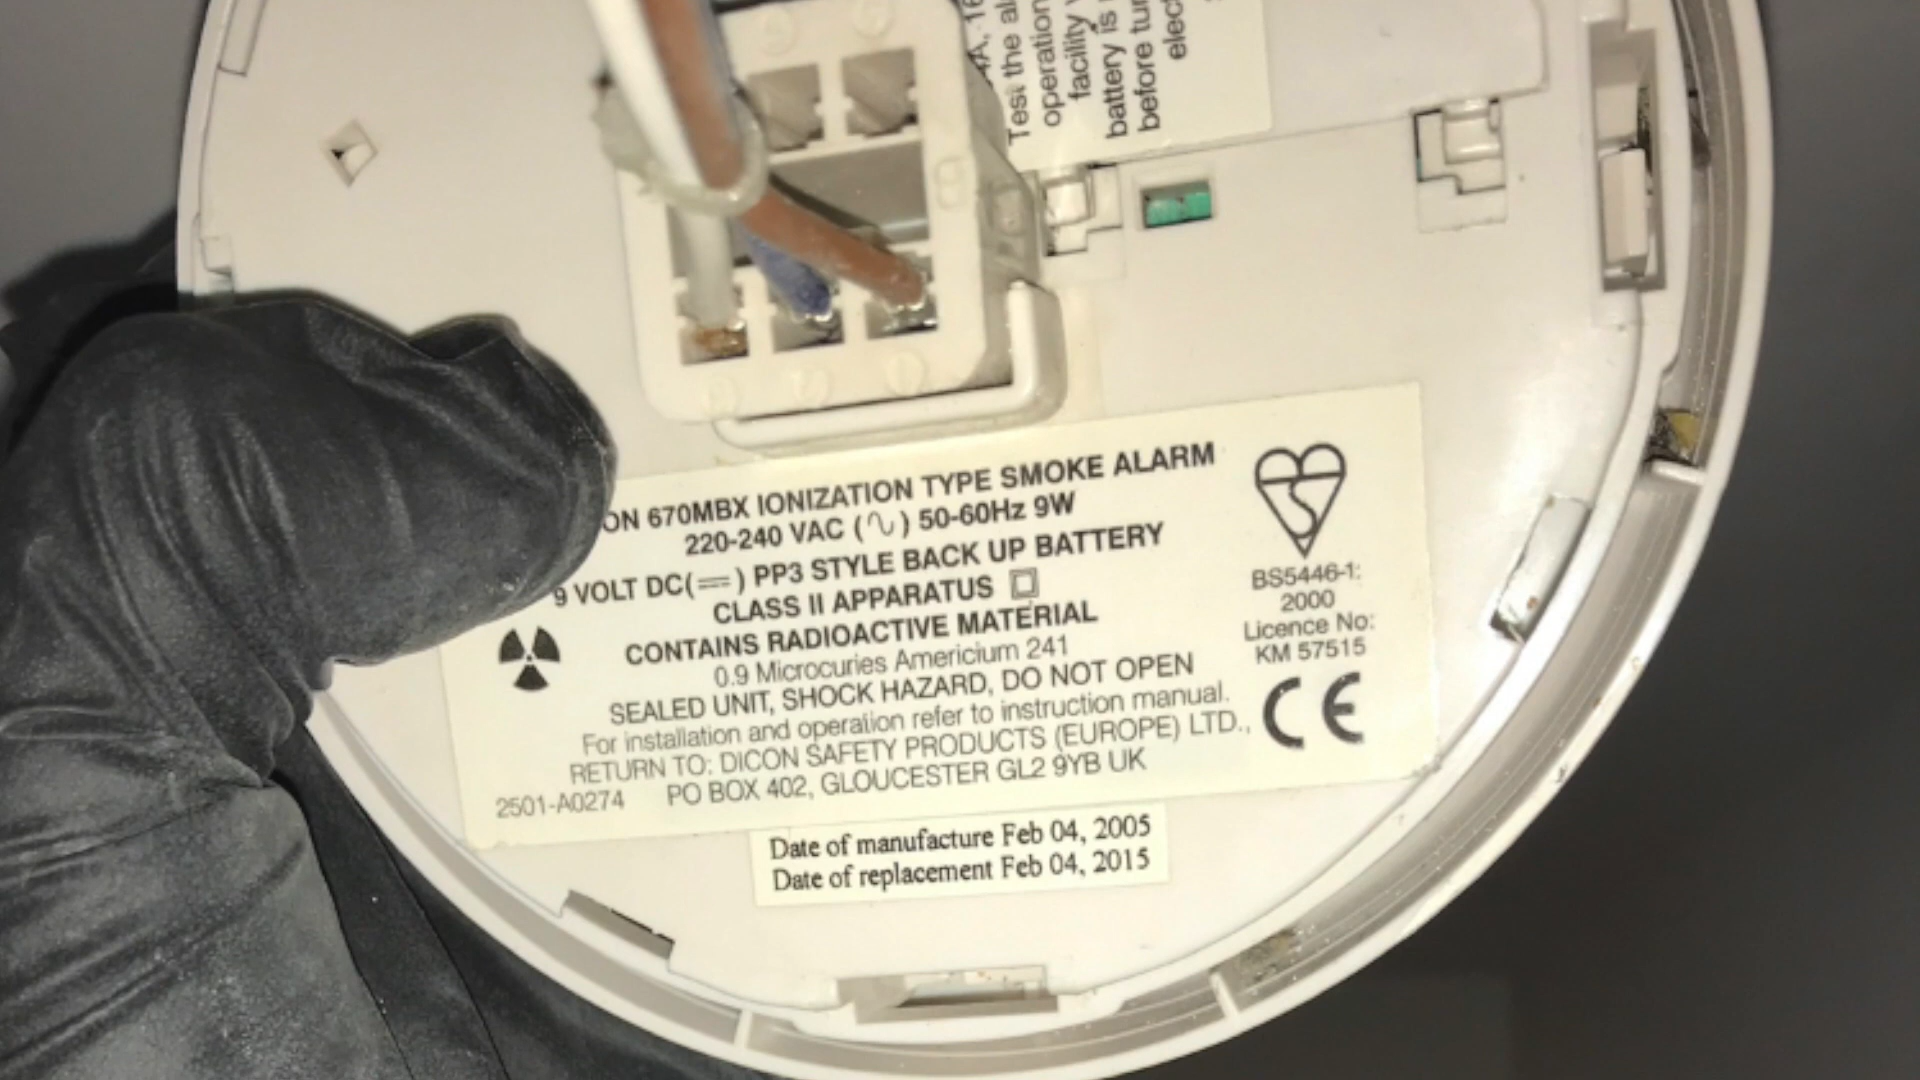 Test the
operation
facility
battery is
before
ON 670MBX IONIZATION TYPE SMOKE ALARM
220-240 VAC (∿) 50-60Hz 9W
9 VOLT DC(⎓) PP3 STYLE BACK UP BATTERY
CLASS II APPARATUS
CONTAINS RADIOACTIVE MATERIAL
0.9 Microcuries Americium 241
SEALED UNIT, SHOCK HAZARD, DO NOT OPEN
For installation and operation refer to instruction manual.
RETURN TO: DICON SAFETY PRODUCTS (EUROPE) LTD.,
2501-A0274 PO BOX 402, GLOUCESTER GL2 9YB UK
BS5446-1:
2000
Licence No:
KM 57515
CE
Date of manufacture Feb 04, 2005
Date of replacement Feb 04, 2015